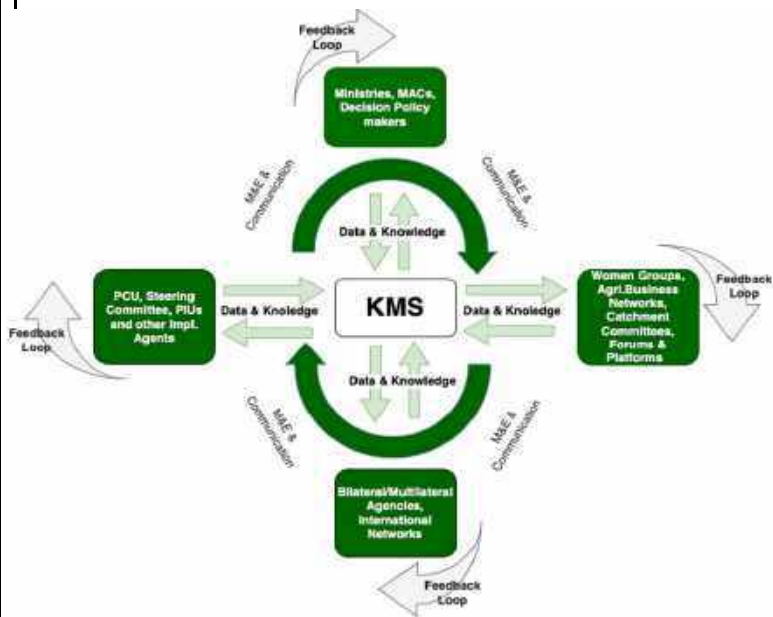 Feedback
Loop
Ministries, MACs,
Decision Policy
makers
M&E &
Communication
M&E &
Communication
Data & Knowledge
PCU, Steering
Committee, PIUs
and other Impl.
Agents
Data & Knoledge
KMS
Data & Knoledge
Women Groups,
Agri.Business
Networks,
Catchment
Committees,
Forums &
Platforms
Feedback
Loop
Feedback
Loop
Data & Knowledge
M&E &
Communication
M&E &
Communication
Bilateral/Multilateral
Agencies,
International
Networks
Feedback
Loop